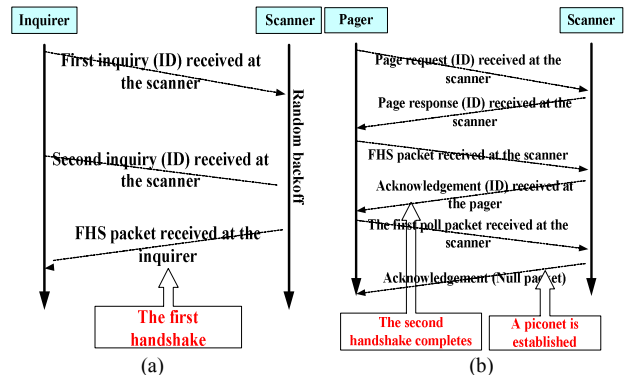 Inquirer
Scanner
First inquiry (ID) received at
the scanner
Random backoff
Second inquiry (ID) received at
the scanner
FHS packet received at the
inquirer
The first
handshake
(a)
Pager
Scanner
Page request (ID) received at the
scanner
Page response (ID) received at the
scanner
FHS packet received at the scanner
Acknowledgement (ID) received at
the pager
The first poll packet received at the
scanner
Acknowledgement (Null packet)
The second
handshake completes
A piconet is
established
(b)